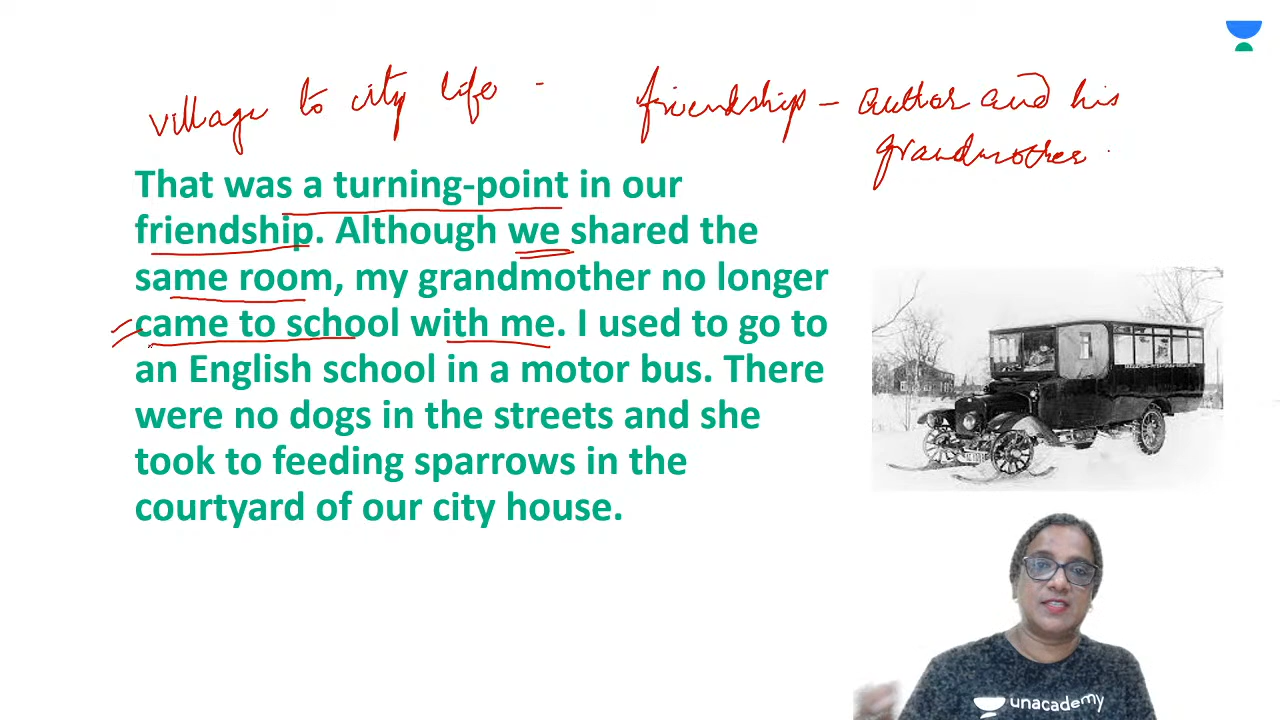 village to city life -
friendship - author and his
grandmother.
That was a turning-point in our
friendship. Although we shared the
same room, my grandmother no longer
came to school with me. I used to go to
an English school in a motor bus. There
were no dogs in the streets and she
took to feeding sparrows in the
courtyard of our city house.
unacademy